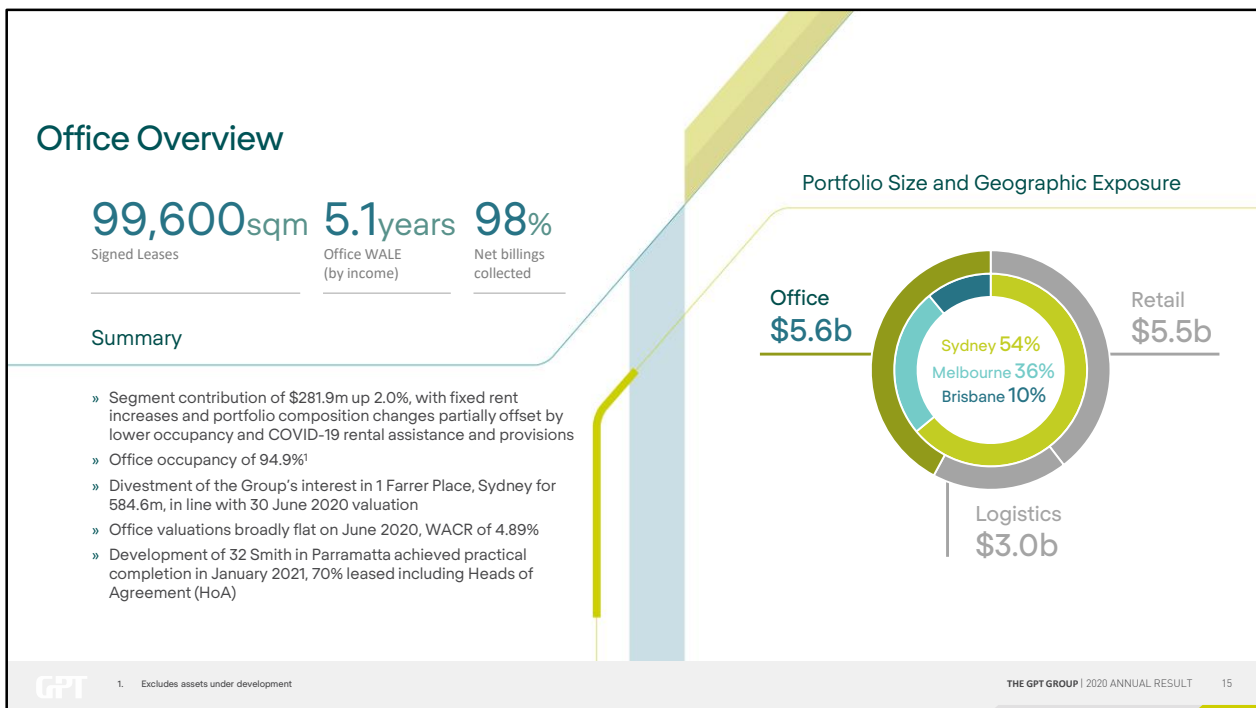 Office Overview
99,600sqm
Signed Leases
5.1years
Office WALE
(by income)
98%
Net billings
collected
Summary
» Segment contribution of $281.9m up 2.0%, with fixed rent
increases and portfolio composition changes partially offset by
lower occupancy and COVID-19 rental assistance and provisions
» Office occupancy of 94.9%¹
» Divestment of the Group's interest in 1 Farrer Place, Sydney for
584.6m, in line with 30 June 2020 valuation
» Office valuations broadly flat on June 2020, WACR of 4.89%
» Development of 32 Smith in Parramatta achieved practical
completion in January 2021, 70% leased including Heads of
Agreement (HoA)
Portfolio Size and Geographic Exposure
Office
$5.6b
Sydney 54%
Melbourne 36%
Brisbane 10%
Retail
$5.5b
Logistics
$3.0b
GPT
1. Excludes assets under development
THE GPT GROUP | 2020 ANNUAL RESULT 15